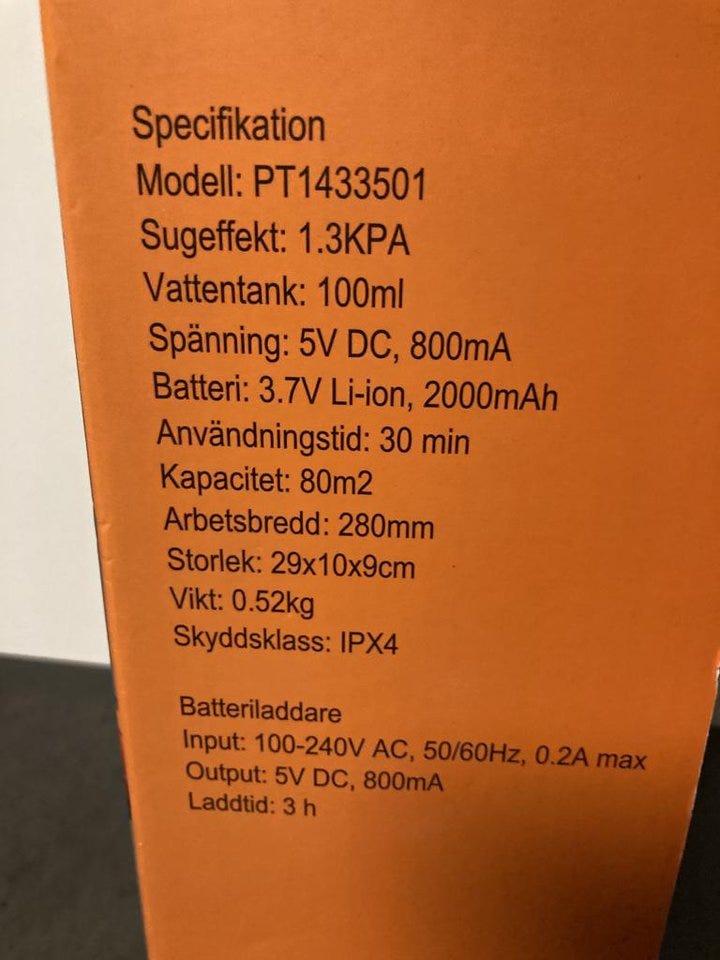 Specifikation
Modell: PT1433501
Sugeffekt: 1.3KPA
Vattentank: 100ml
Spänning: 5V DC, 800mA
Batteri: 3.7V Li-ion, 2000mAh
Användningstid: 30 min
Kapacitet: 80m2
Arbetsbredd: 280mm
Storlek: 29x10x9cm
Vikt: 0.52kg
Skyddsklass: IPX4
Batteriladdare
Input: 100-240V AC, 50/60Hz, 0.2A max
Output: 5V DC, 800mA
Laddtid: 3 h